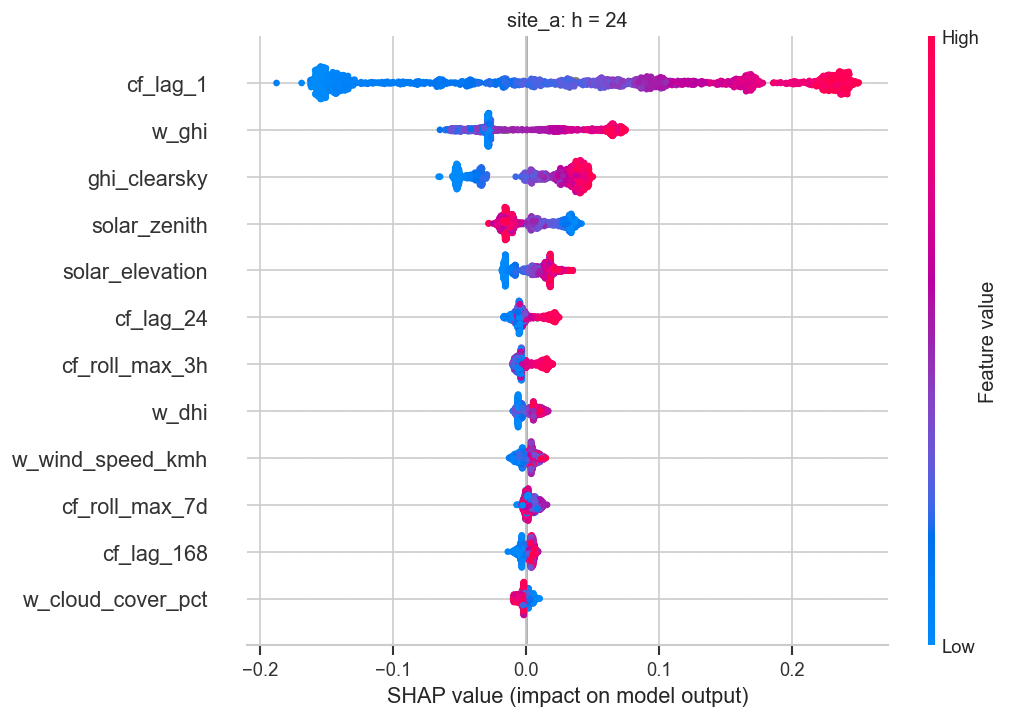 site_a: h = 24
High
cf_lag_1
w_ghi
ghi_clearsky
solar_zenith
solar_elevation
cf_lag_24
cf_roll_max_3h
w_dhi
w_wind_speed_kmh
cf_roll_max_7d
cf_lag_168
w_cloud_cover_pct
Feature value
Low
−0.2 −0.1 0.0 0.1 0.2
SHAP value (impact on model output)